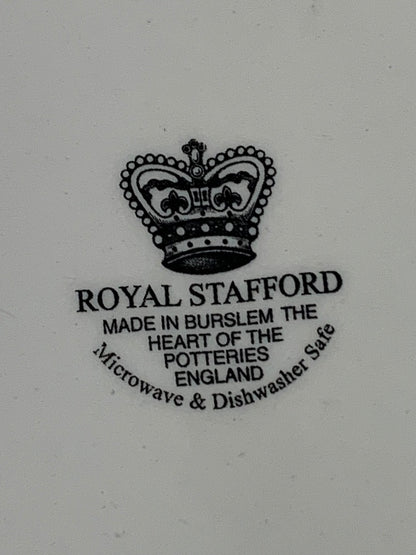 ROYAL STAFFORD
MADE IN BURSLEM THE
HEART OF THE
POTTERIES
ENGLAND
Microwave & Dishwasher Safe